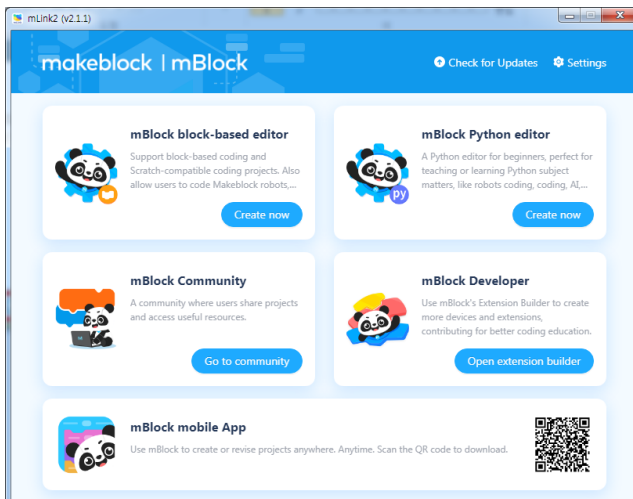 mLink2 (v2.1.1)
makeblock | mBlock
Check for Updates
Settings
mBlock block-based editor
Support block-based coding and
Scratch-compatible coding projects. Also
allow users to code Makeblock robots,...
Create now
mBlock Python editor
A Python editor for beginners, perfect for
teaching or learning Python subject
matters, like robots coding, coding, AI,...
py
Create now
mBlock Community
A community where users share projects
and access useful resources.
Go to community
mBlock Developer
Use mBlock's Extension Builder to create
more devices and extensions,
contributing for better coding education.
Open extension builder
mBlock mobile App
Use mBlock to create or revise projects anywhere. Anytime. Scan the QR code to download.